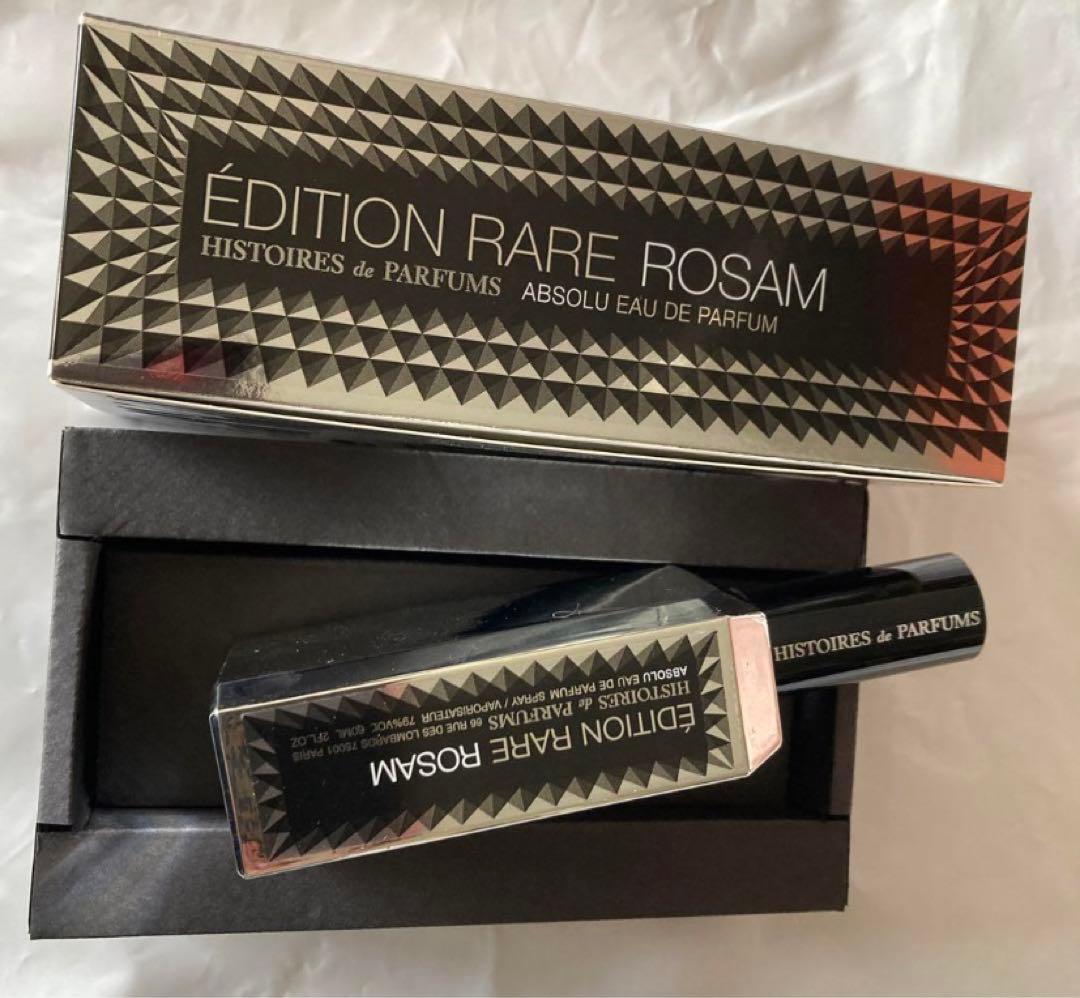 ÉDITION RARE ROSAM
HISTOIRES de PARFUMS ABSOLU EAU DE PARFUM
HISTOIRES de PARFUMS
ÉDITION RARE ROSAM
HISTOIRES de PARFUMS 66 RUE DES LOMBARDS 75001 PARIS
ABSOLU EAU DE PARFUM SPRAY / VAPORISATEUR 79%VOL 60ML 2FL.OZ